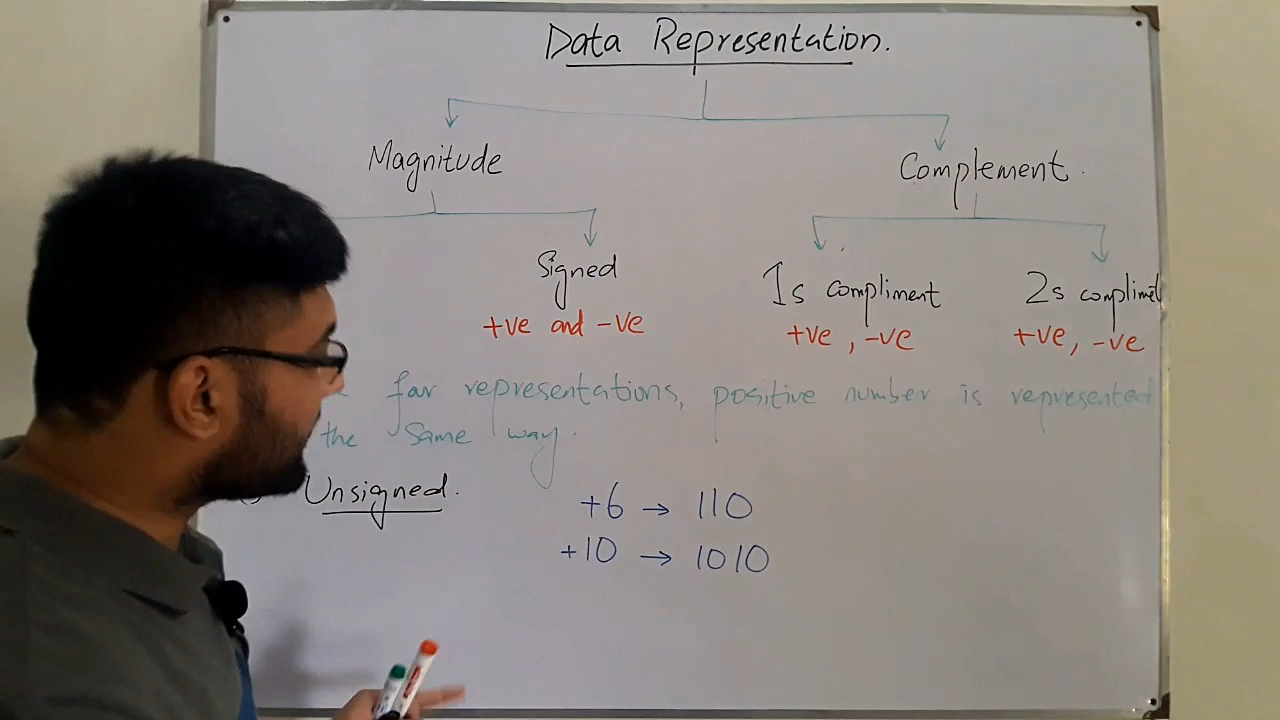 Data Representation.
Magnitude
Complement.
Signed
+ve and -ve
1s compliment
+ve, -ve
2s complimet
+ve, -ve
far representations, positive number is represented
the same way.
Unsigned.
+6 → 110
+10 → 1010